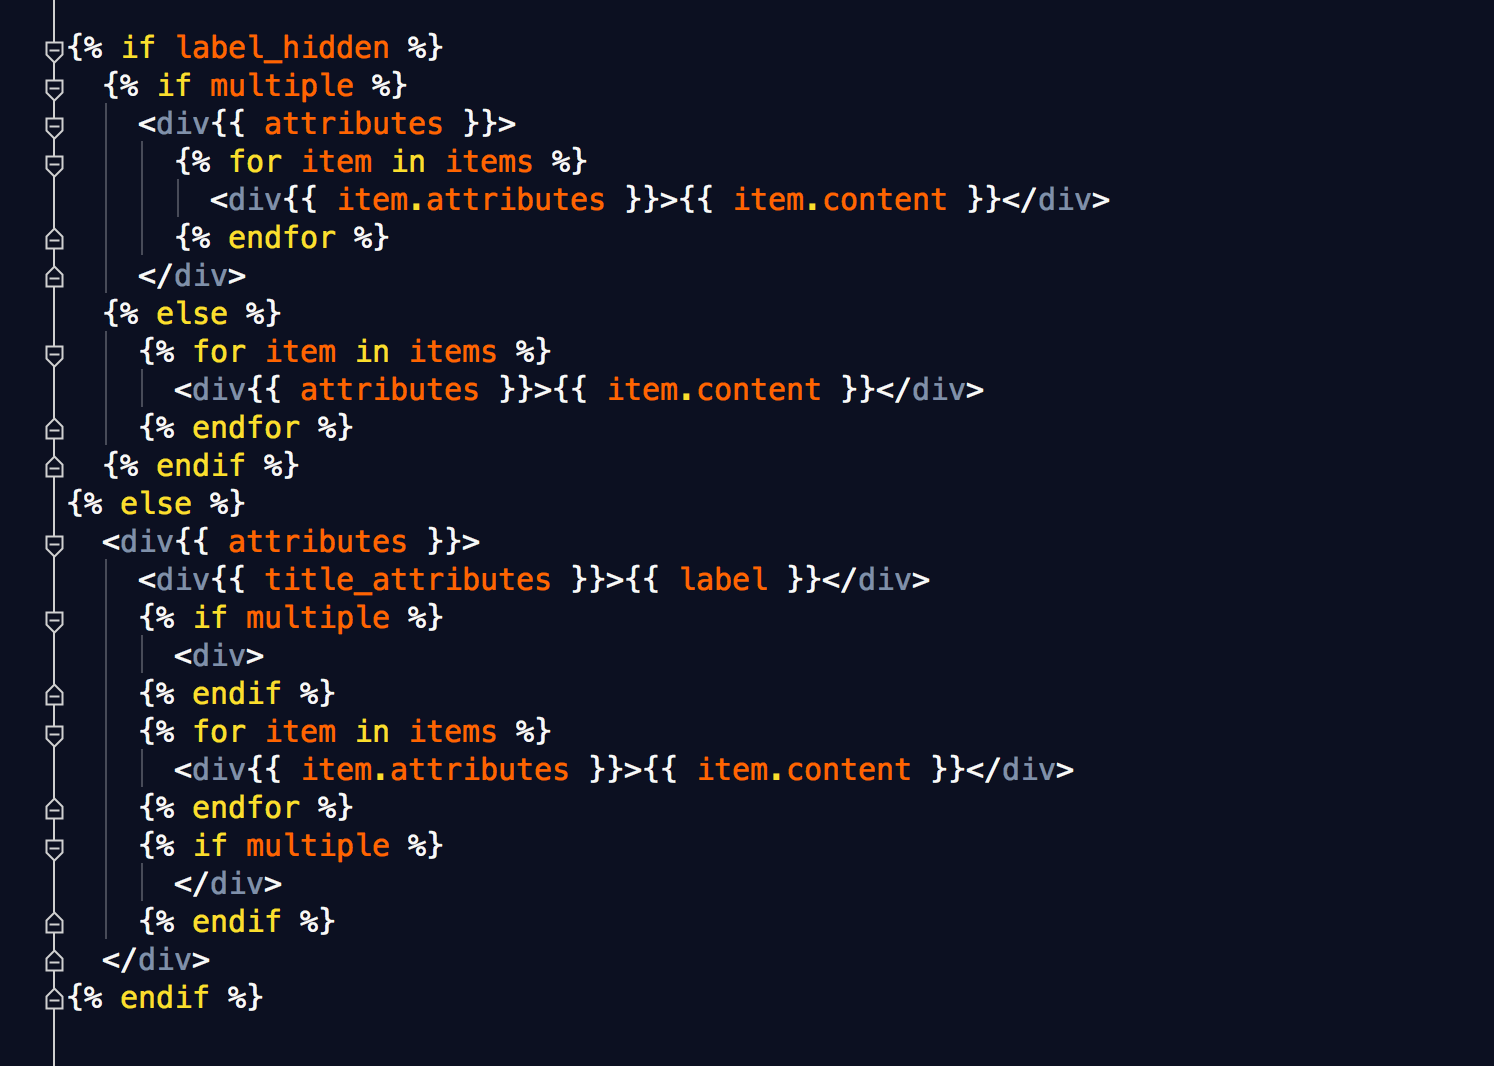 {% if label_hidden %}
  {% if multiple %}
    <div{{ attributes }}>
      {% for item in items %}
        <div{{ item.attributes }}>{{ item.content }}</div>
      {% endfor %}
    </div>
  {% else %}
    {% for item in items %}
      <div{{ attributes }}>{{ item.content }}</div>
    {% endfor %}
  {% endif %}
{% else %}
  <div{{ attributes }}>
    <div{{ title_attributes }}>{{ label }}</div>
    {% if multiple %}
      <div>
    {% endif %}
    {% for item in items %}
      <div{{ item.attributes }}>{{ item.content }}</div>
    {% endfor %}
    {% if multiple %}
      </div>
    {% endif %}
  </div>
{% endif %}